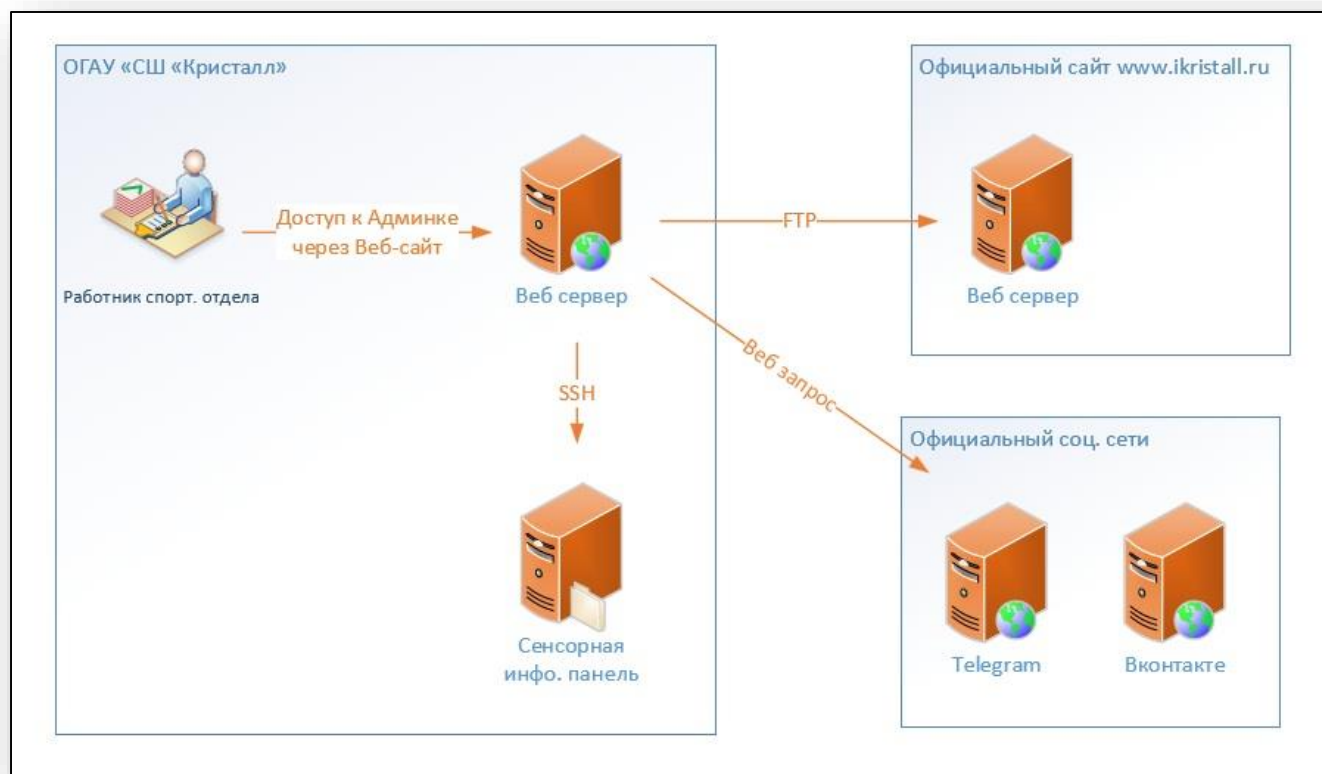 ОГАУ «СШ «Кристалл»
Официальный сайт www.ikristall.ru
Доступ к Админке
через Веб-сайт
FTP
Работник спорт. отдела
Веб сервер
Веб сервер
Веб запрос
SSH
Официальный соц. сети
Сенсорная
инфо. панель
Telegram
Вконтакте